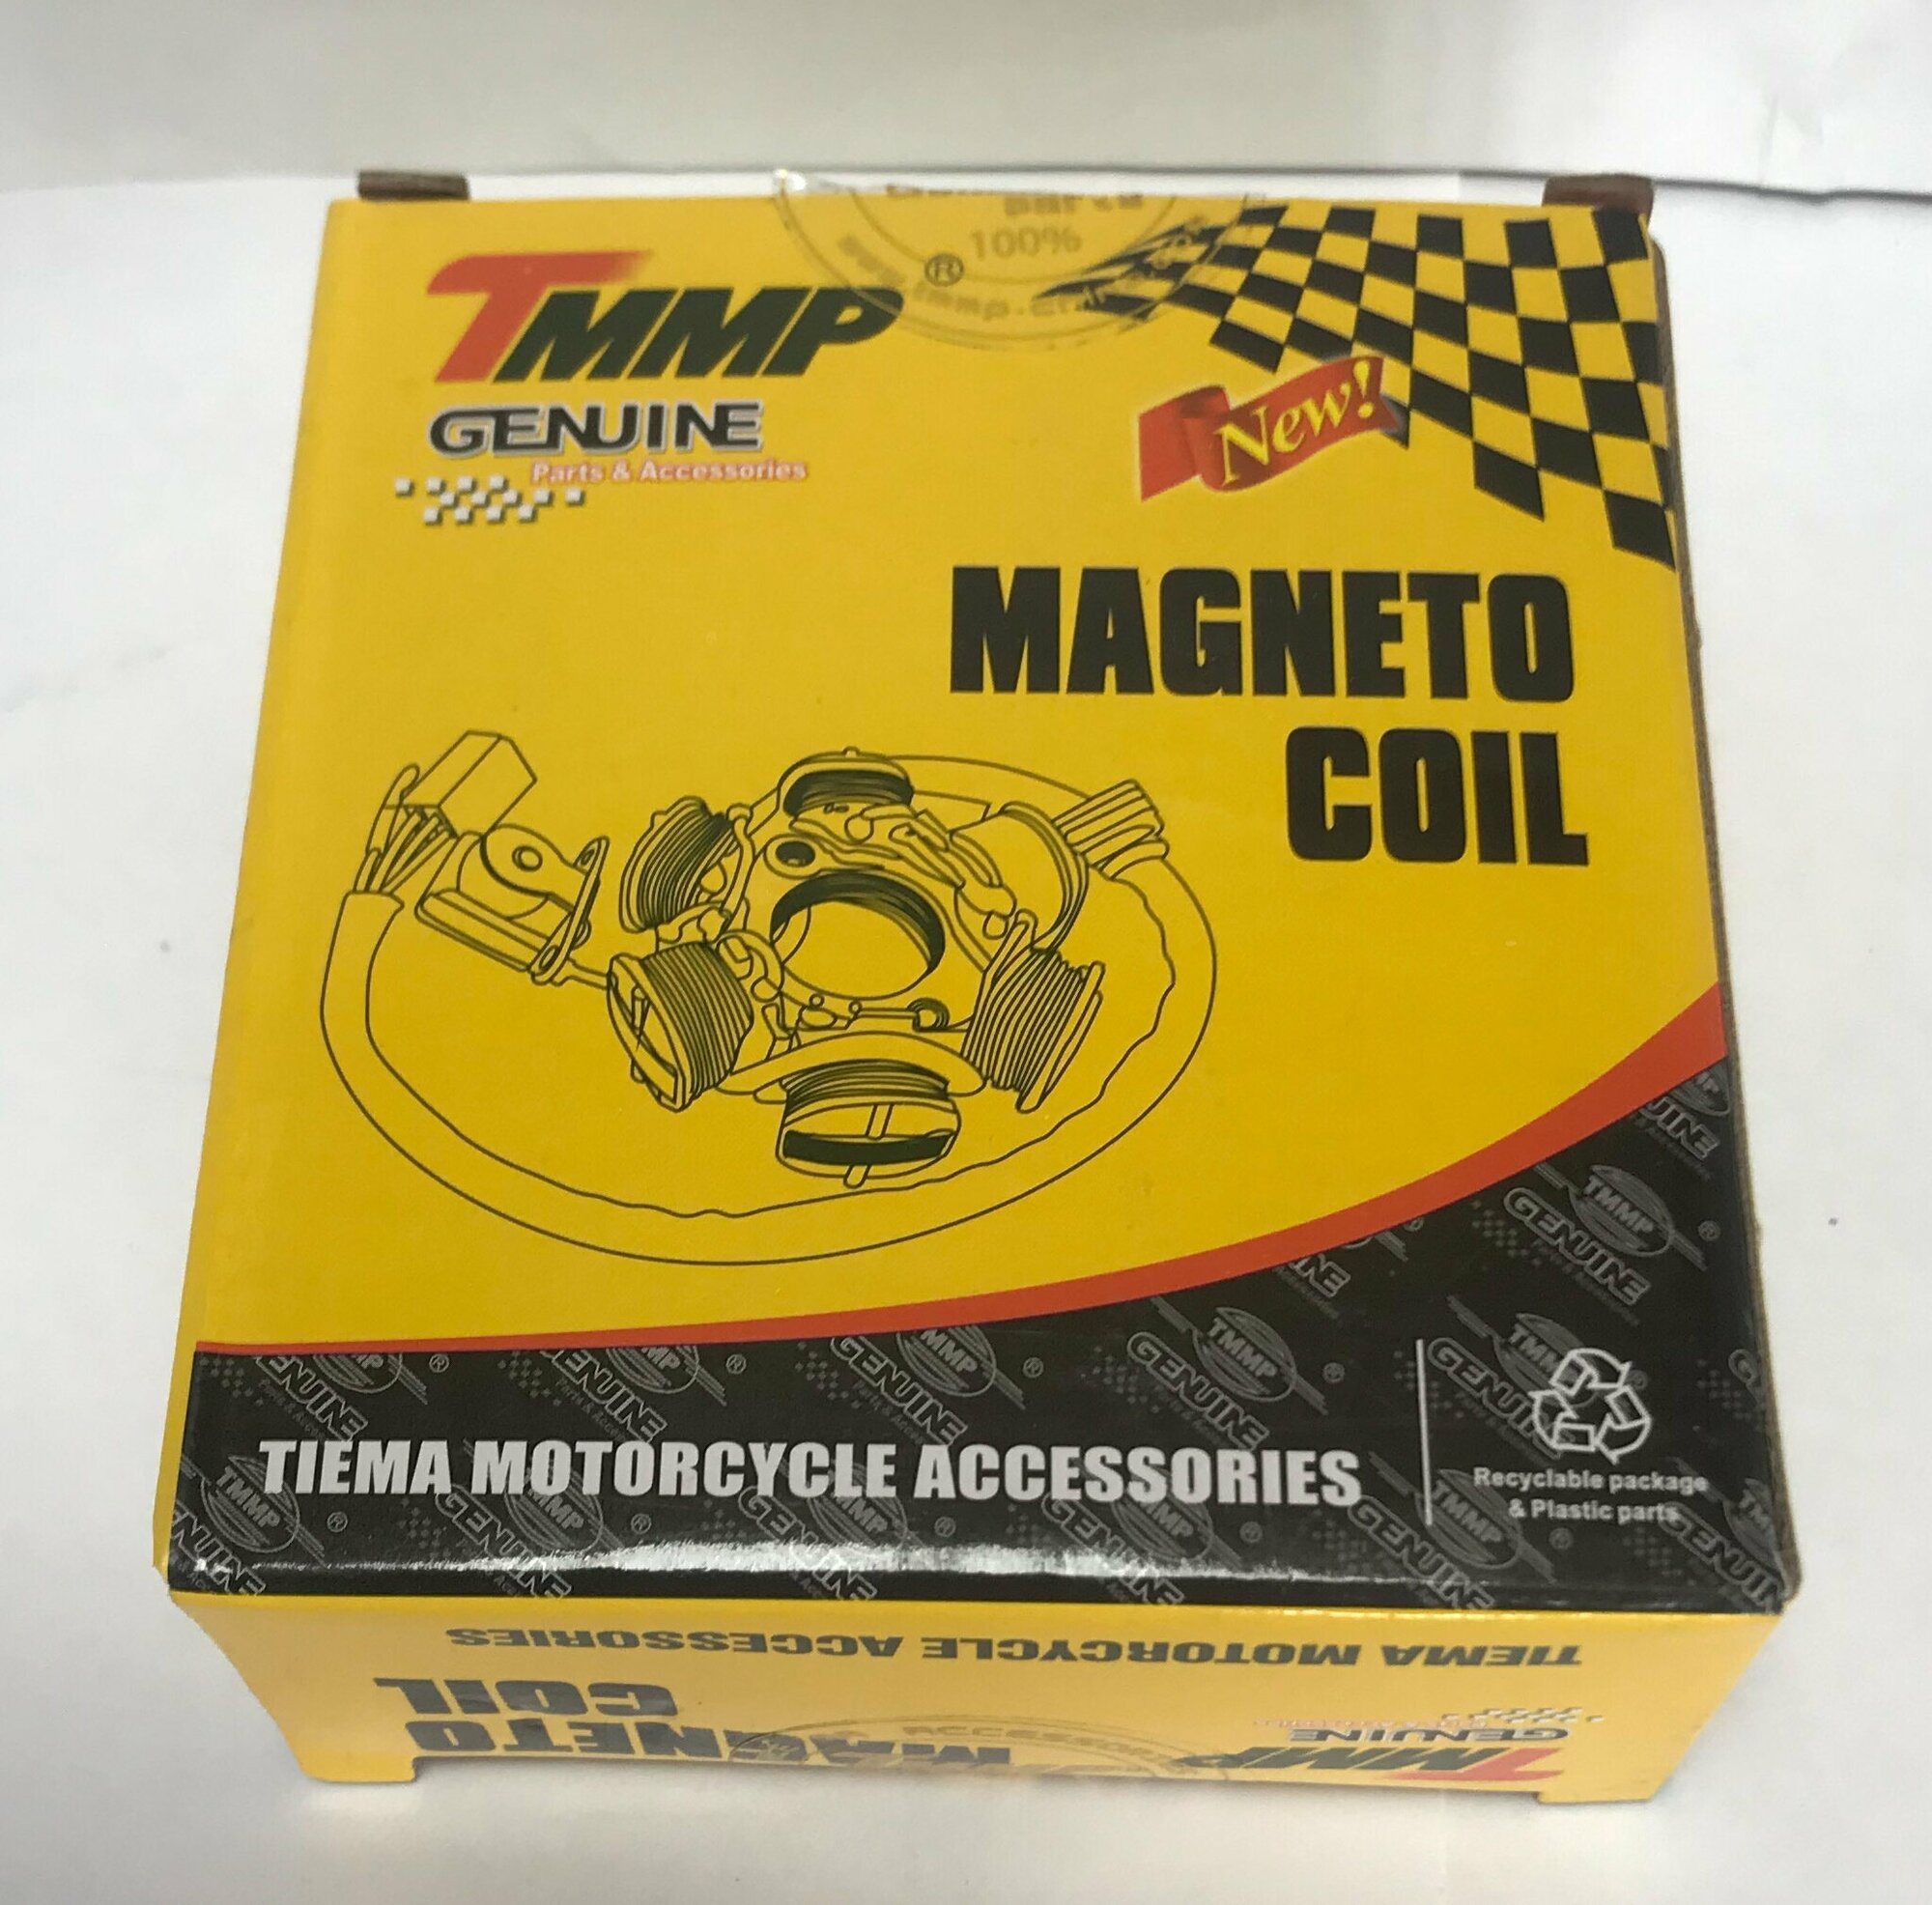 TMMP®
100%
GENUINE
Parts & Accessories
New!
MAGNETO
COIL
TIEMA MOTORCYCLE ACCESSORIES
Recyclable package
& Plastic parts
TIEMA MOTORCYCLE ACCESSORIES
MAGNETO
COIL
TMMP
GENUINE